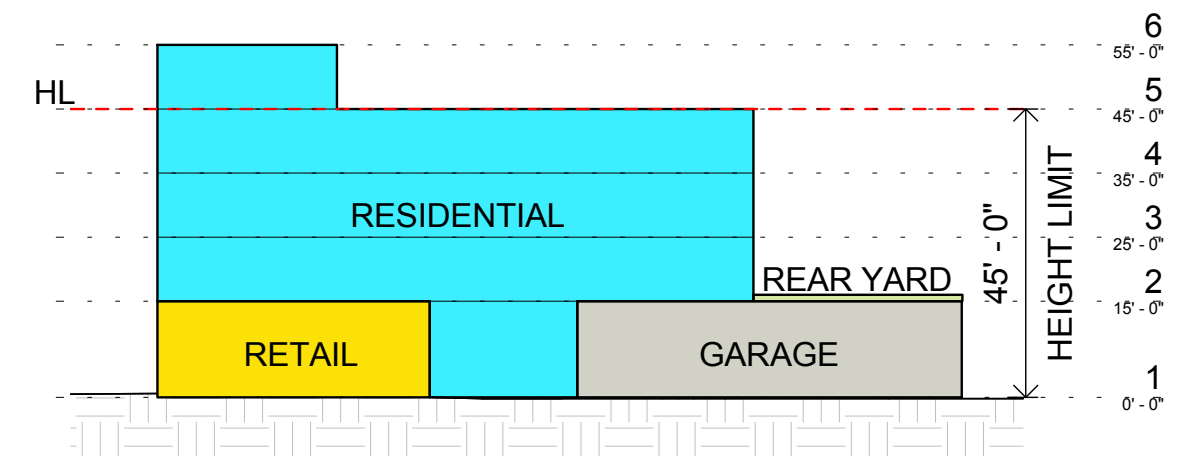 6
55' - 0"
HL
5
45' - 0"
4
35' - 0"
RESIDENTIAL
3
25' - 0"
45' - 0"
HEIGHT LIMIT
REAR YARD
2
15' - 0"
RETAIL
GARAGE
1
0' - 0"